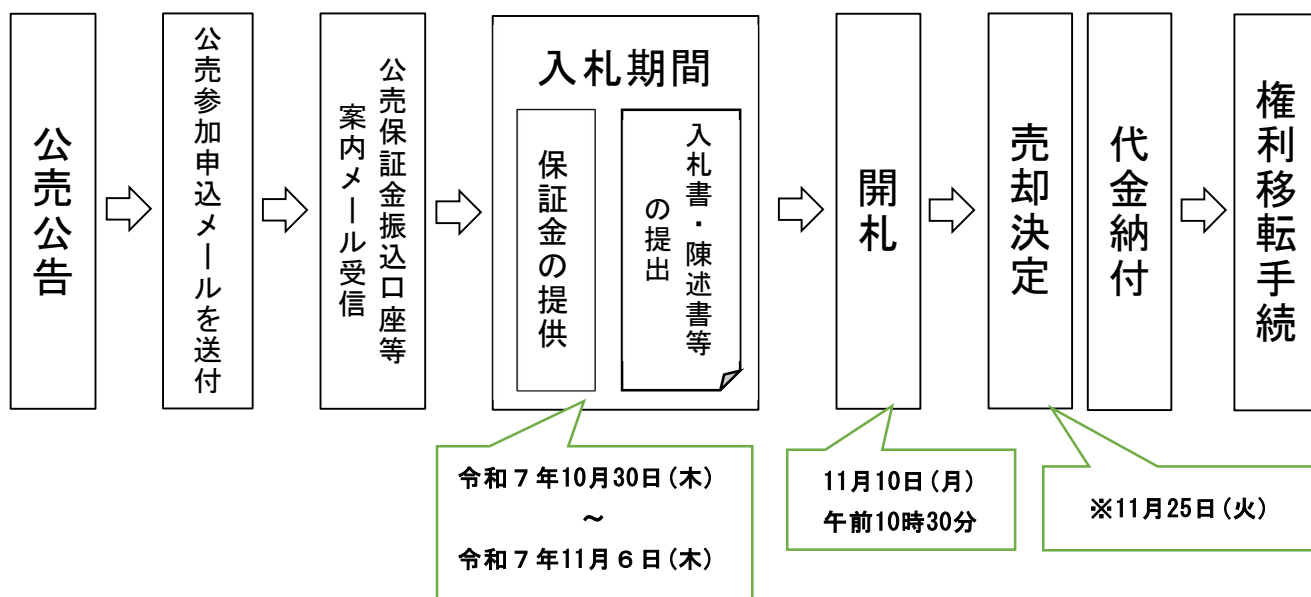 公売公告
公売参加申込メールを送付
公売保証金振込口座等
案内メール受信
入札期間
保証金の提供
入札書・陳述書等
の提出
開札
売却決定
代金納付
権利移転手続
令和７年10月30日(木)
～
令和７年11月６日(木)
11月10日(月)
午前10時30分
※11月25日(火)